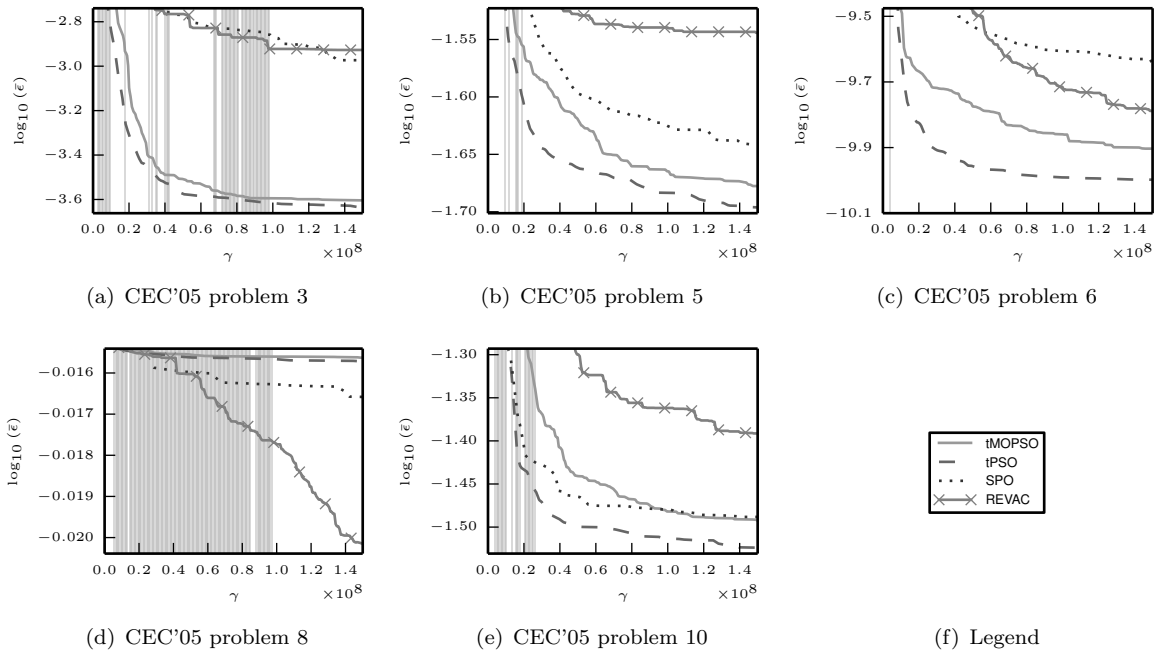 −2.8
−3.0
−3.2
−3.4
−3.6
log10 (ε̄)
0.0 0.2 0.4 0.6 0.8 1.0 1.2 1.4
γ ×10^8
(a) CEC'05 problem 3
−1.55
−1.60
−1.65
−1.70
log10 (ε̄)
0.0 0.2 0.4 0.6 0.8 1.0 1.2 1.4
γ ×10^8
(b) CEC'05 problem 5
−9.5
−9.7
−9.9
−10.1
log10 (ε̄)
0.0 0.2 0.4 0.6 0.8 1.0 1.2 1.4
γ ×10^8
(c) CEC'05 problem 6
−0.016
−0.017
−0.018
−0.019
−0.020
log10 (ε̄)
0.0 0.2 0.4 0.6 0.8 1.0 1.2 1.4
γ ×10^8
(d) CEC'05 problem 8
−1.30
−1.35
−1.40
−1.45
−1.50
log10 (ε̄)
0.0 0.2 0.4 0.6 0.8 1.0 1.2 1.4
γ ×10^8
(e) CEC'05 problem 10
tMOPSO
tPSO
SPO
REVAC
(f) Legend